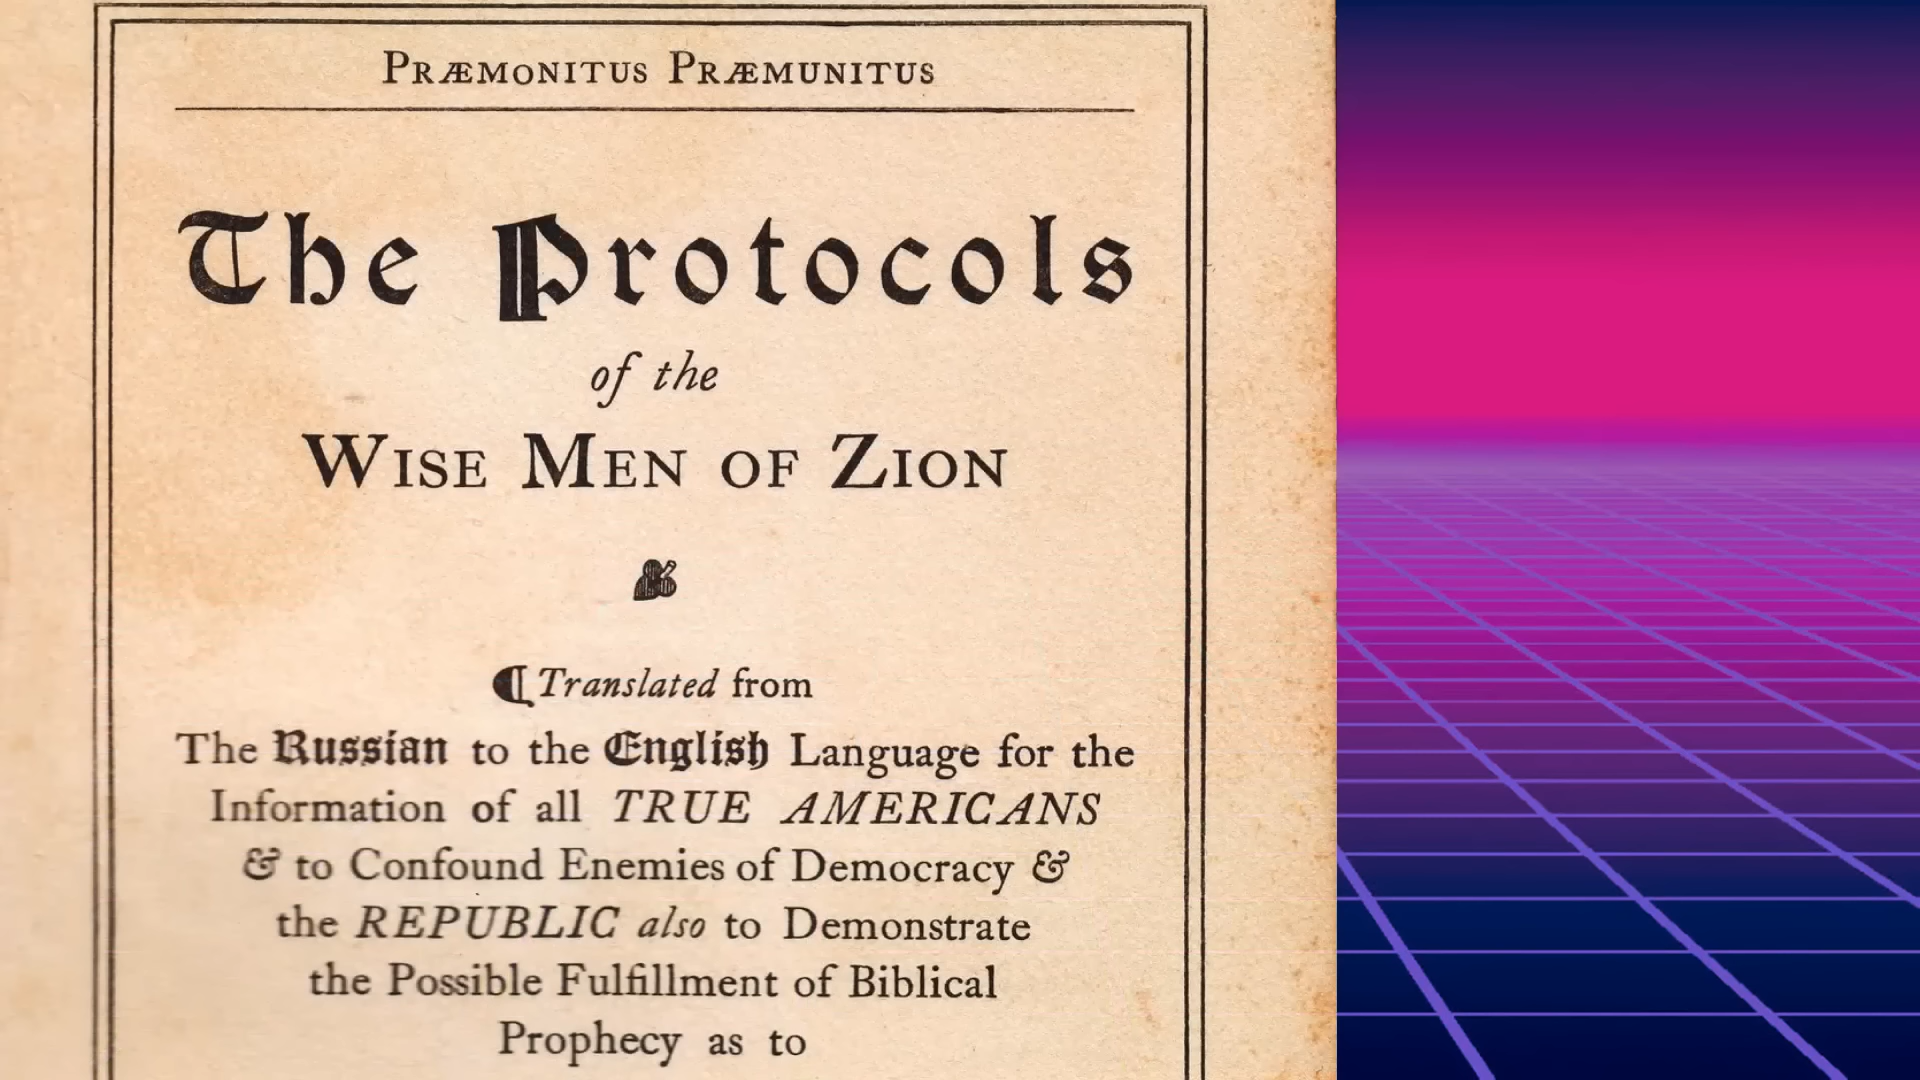 PRÆMONITUS PRÆMUNITUS
The Protocols
of the
WISE MEN OF ZION
¶ Translated from
The Russian to the English Language for the
Information of all TRUE AMERICANS
& to Confound Enemies of Democracy &
the REPUBLIC also to Demonstrate
the Possible Fulfillment of Biblical
Prophecy as to